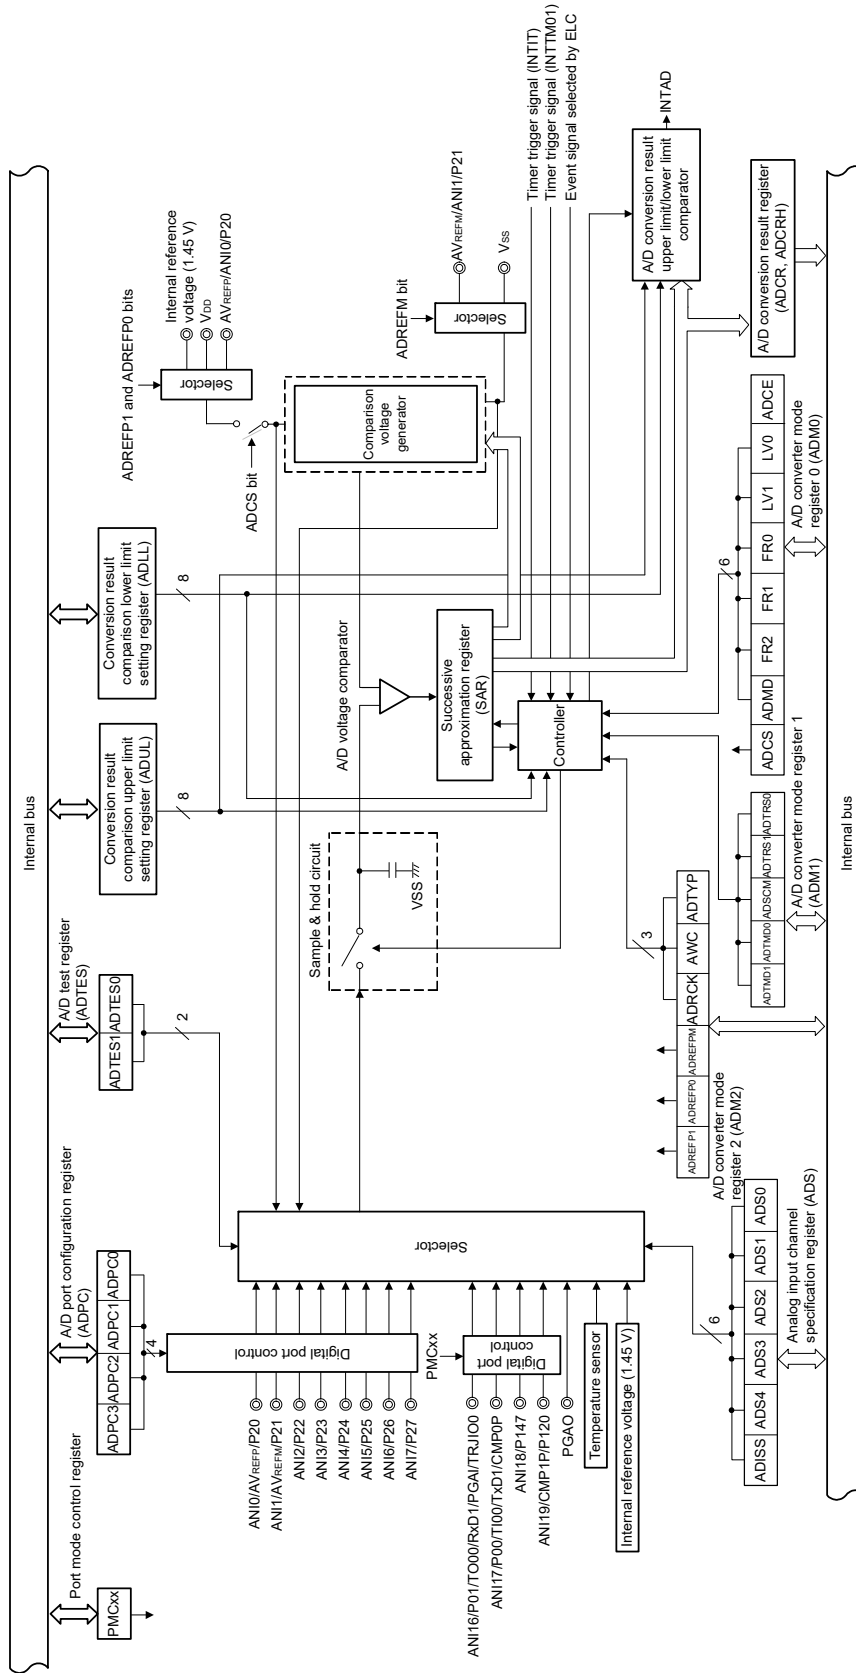 Internal bus
Port mode control register
PMCxx
A/D port configuration register
(ADPC)
ADPC3 ADPC2 ADPC1 ADPC0
4
A/D test register
(ADTES)
ADTES1 ADTES0
2
Conversion result
comparison upper limit
setting register (ADUL)
8
Conversion result
comparison lower limit
setting register (ADLL)
8
ADREFP1 and ADREFP0 bits
Internal reference
voltage (1.45 V)
VDD
AVREFP/ANI0/P20
Selector
ADCS bit
Digital port control
ANI0/AVREFP/P20
ANI1/AVREFM/P21
ANI2/P22
ANI3/P23
ANI4/P24
ANI5/P25
ANI6/P26
ANI7/P27
PMCxx
Digital port
control
ANI16/P01/TO00/RxD1/PGAI/TRJIO0
ANI17/P00/TI00/TxD1/CMP0P
ANI18/P147
ANI19/CMP1P/P120
PGAO
Temperature sensor
Internal reference voltage (1.45 V)
Selector
Sample & hold circuit
VSS
A/D voltage comparator
Comparison
voltage
generator
ADREFM bit
Selector
AVREFM/ANI1/P21
VSS
Successive
approximation register
(SAR)
Controller
Timer trigger signal (INTIT)
Timer trigger signal (INTTM01)
Event signal selected by ELC
A/D conversion result
upper limit/lower limit
comparator
INTAD
A/D conversion result register
(ADCR, ADCRH)
6
ADISS ADS4 ADS3 ADS2 ADS1 ADS0
Analog input channel
specification register (ADS)
3
ADREFP1 ADREFP0 ADREFPM ADRCK AWC ADTYP
A/D converter mode
register 2 (ADM2)
ADTMD1 ADTMD0 ADSCM ADTRS1 ADTRS0
A/D converter mode register 1
(ADM1)
6
ADCS ADMD FR2 FR1 FR0 LV1 LV0 ADCE
A/D converter mode
register 0 (ADM0)
Internal bus